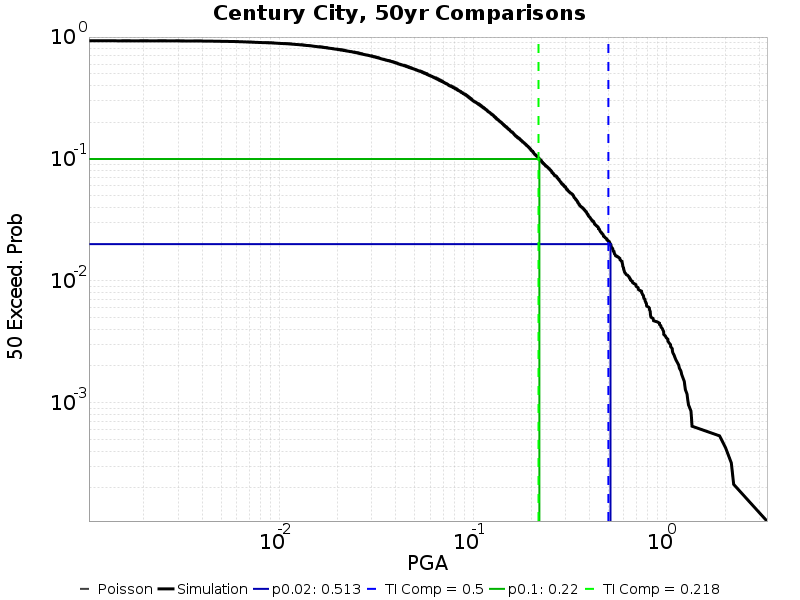 Century City, 50yr Comparisons
10^0
10^-1
10^-2
10^-3
50 Exceed. Prob
10^-2
10^-1
10^0
PGA
Poisson Simulation p0.02: 0.513 TI Comp = 0.5 p0.1: 0.22 TI Comp = 0.218